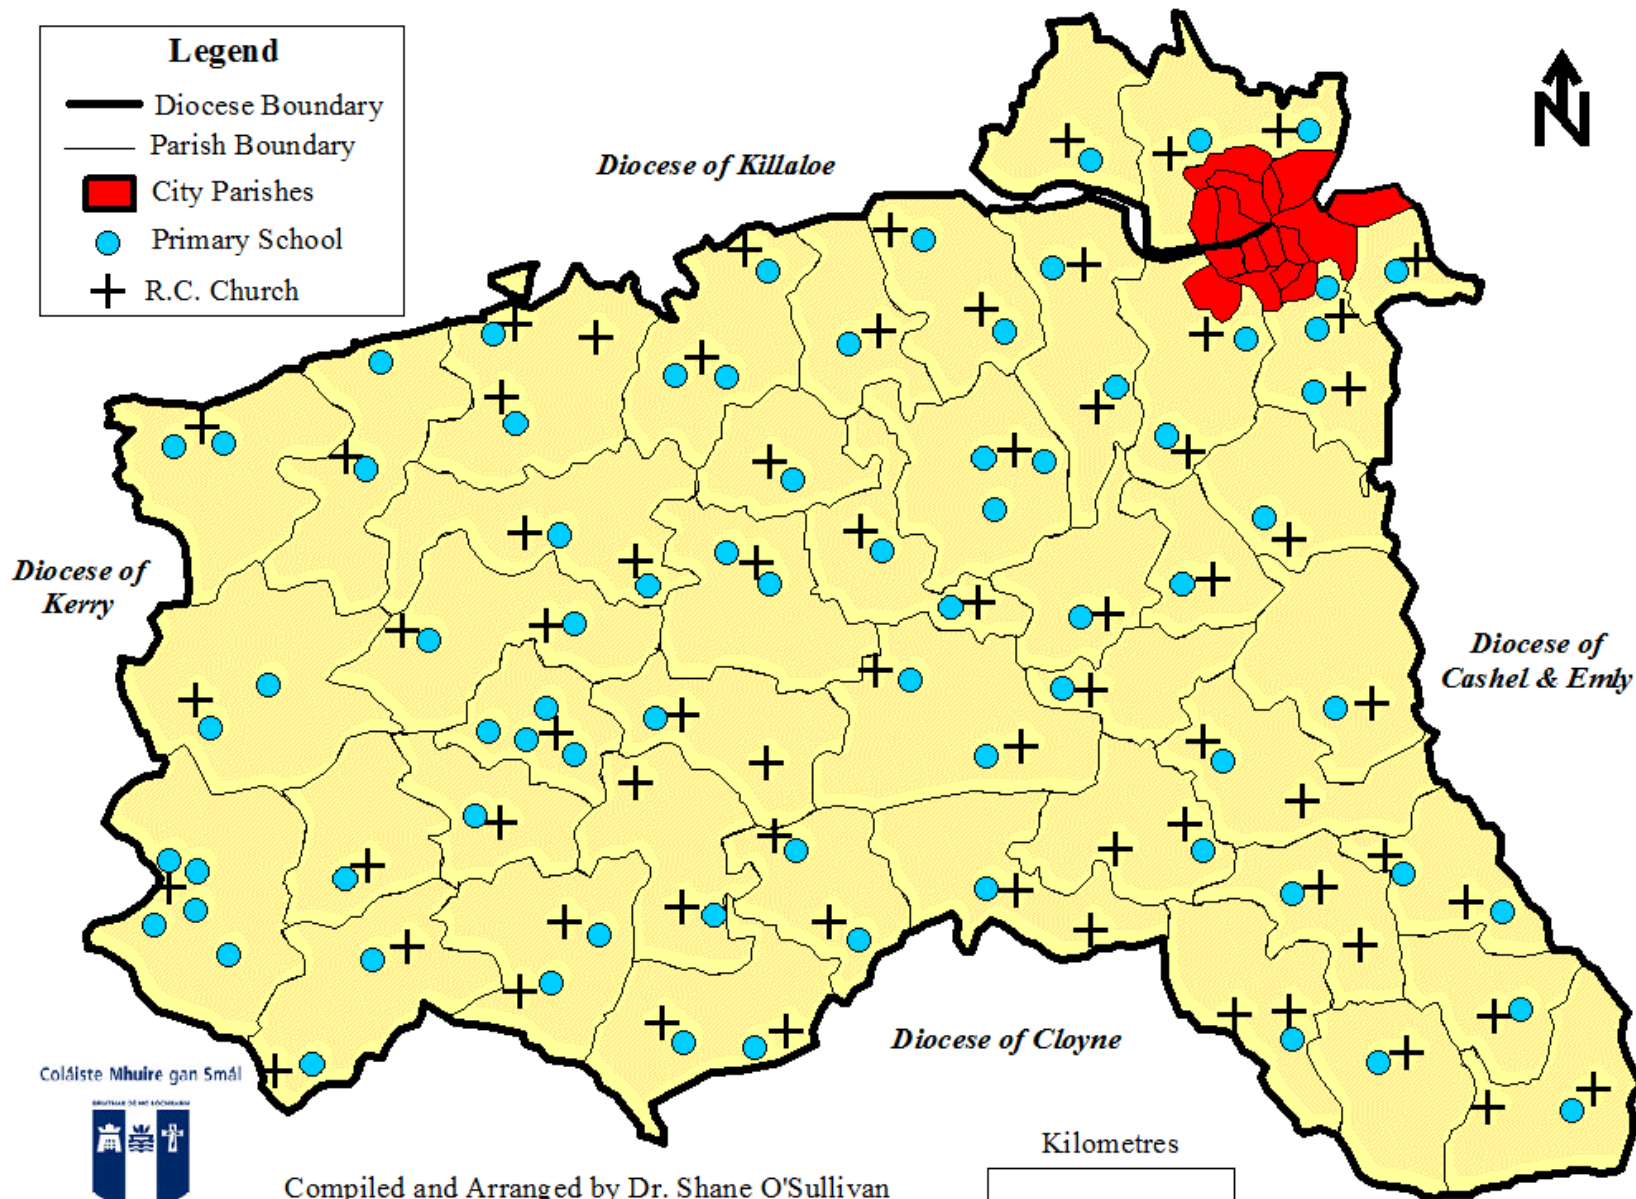 Legend
Diocese Boundary
Parish Boundary
City Parishes
Primary School
R.C. Church
N
Diocese of Killaloe
Diocese of
Kerry
Diocese of
Cashel & Emly
Diocese of Cloyne
Coláiste Mhuire gan Smál
Kilometres
Compiled and Arranged by Dr. Shane O'Sullivan